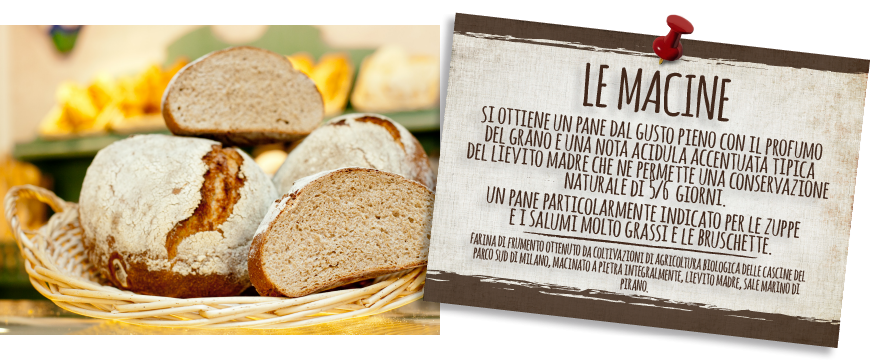 LE MACINE
SI OTTIENE UN PANE DAL GUSTO PIENO CON IL PROFUMO
DEL GRANO E UNA NOTA ACIDULA ACCENTUATA TIPICA
DEL LIEVITO MADRE CHE NE PERMETTE UNA CONSERVAZIONE
NATURALE DI 5/6 GIORNI.
UN PANE PARTICOLARMENTE INDICATO PER LE ZUPPE
E I SALUMI MOLTO GRASSI E LE BRUSCHETTE.
FARINA DI FRUMENTO OTTENUTO DA COLTIVAZIONI DI AGRICOLTURA BIOLOGICA DELLE CASCINE DEL
PARCO SUD DI MILANO, MACINATO A PIETRA INTEGRALMENTE, LIEVITO MADRE, SALE MARINO DI
PIRANO.